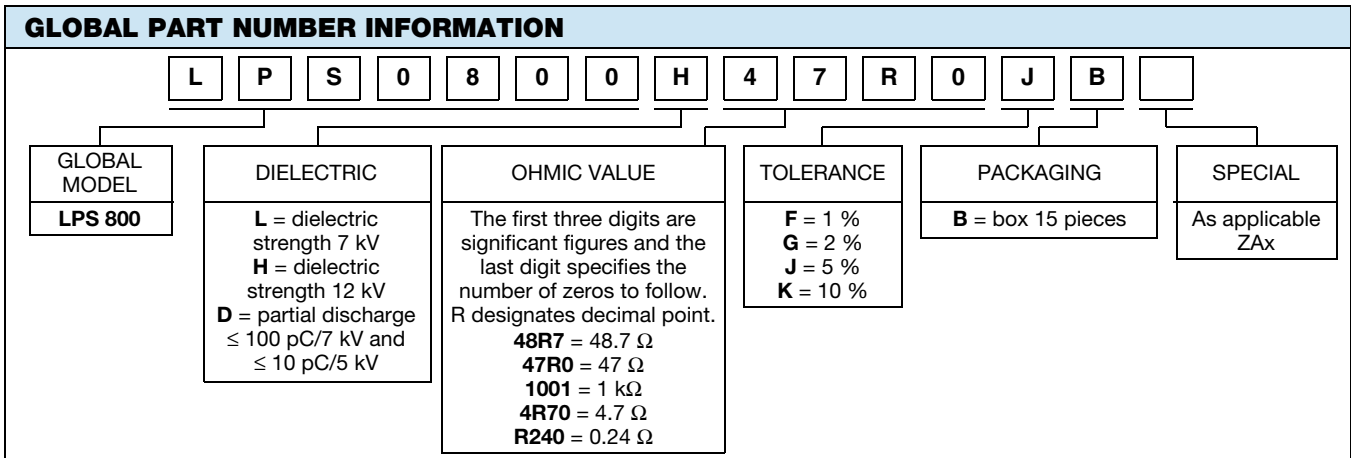 GLOBAL PART NUMBER INFORMATION
L P S 0 8 0 0 H 4 7 R 0 J B
GLOBAL
MODEL
LPS 800
DIELECTRIC
L = dielectric
strength 7 kV
H = dielectric
strength 12 kV
D = partial discharge
≤ 100 pC/7 kV and
≤ 10 pC/5 kV
OHMIC VALUE
The first three digits are
significant figures and the
last digit specifies the
number of zeros to follow.
R designates decimal point.
48R7 = 48.7 Ω
47R0 = 47 Ω
1001 = 1 kΩ
4R70 = 4.7 Ω
R240 = 0.24 Ω
TOLERANCE
F = 1 %
G = 2 %
J = 5 %
K = 10 %
PACKAGING
B = box 15 pieces
SPECIAL
As applicable
ZAx